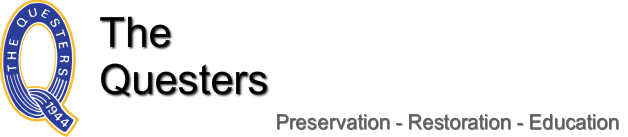 THE QUESTERS
1944
The
Questers
Preservation - Restoration - Education